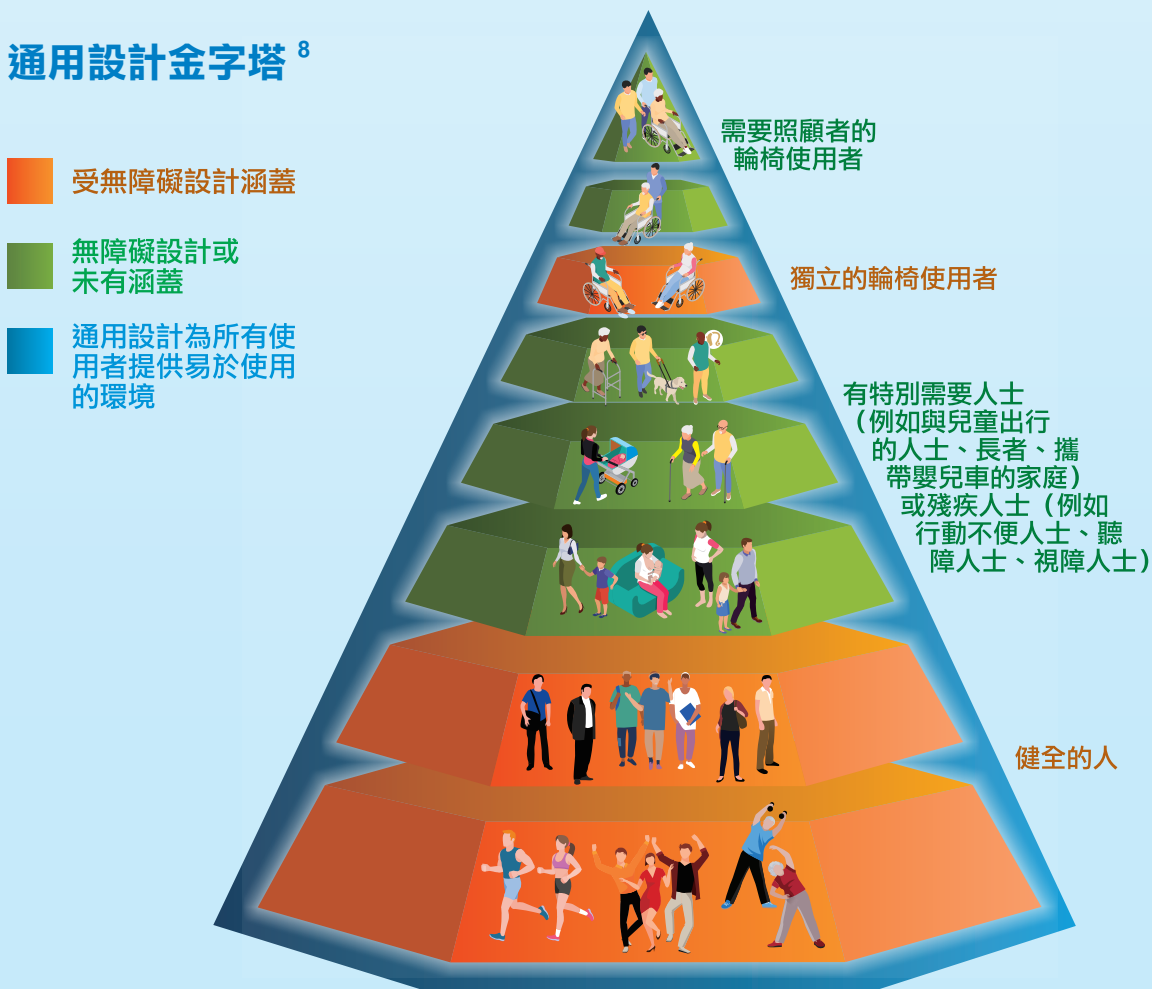 通用設計金字塔 8
受無障礙設計涵蓋
無障礙設計或
未有涵蓋
通用設計為所有使
用者提供易於使用
的環境
需要照顧者的
輪椅使用者
獨立的輪椅使用者
有特別需要人士
（例如與兒童出行
的人士、長者、攜
帶嬰兒車的家庭）
或殘疾人士（例如
行動不便人士、聽
障人士、視障人士）
健全的人